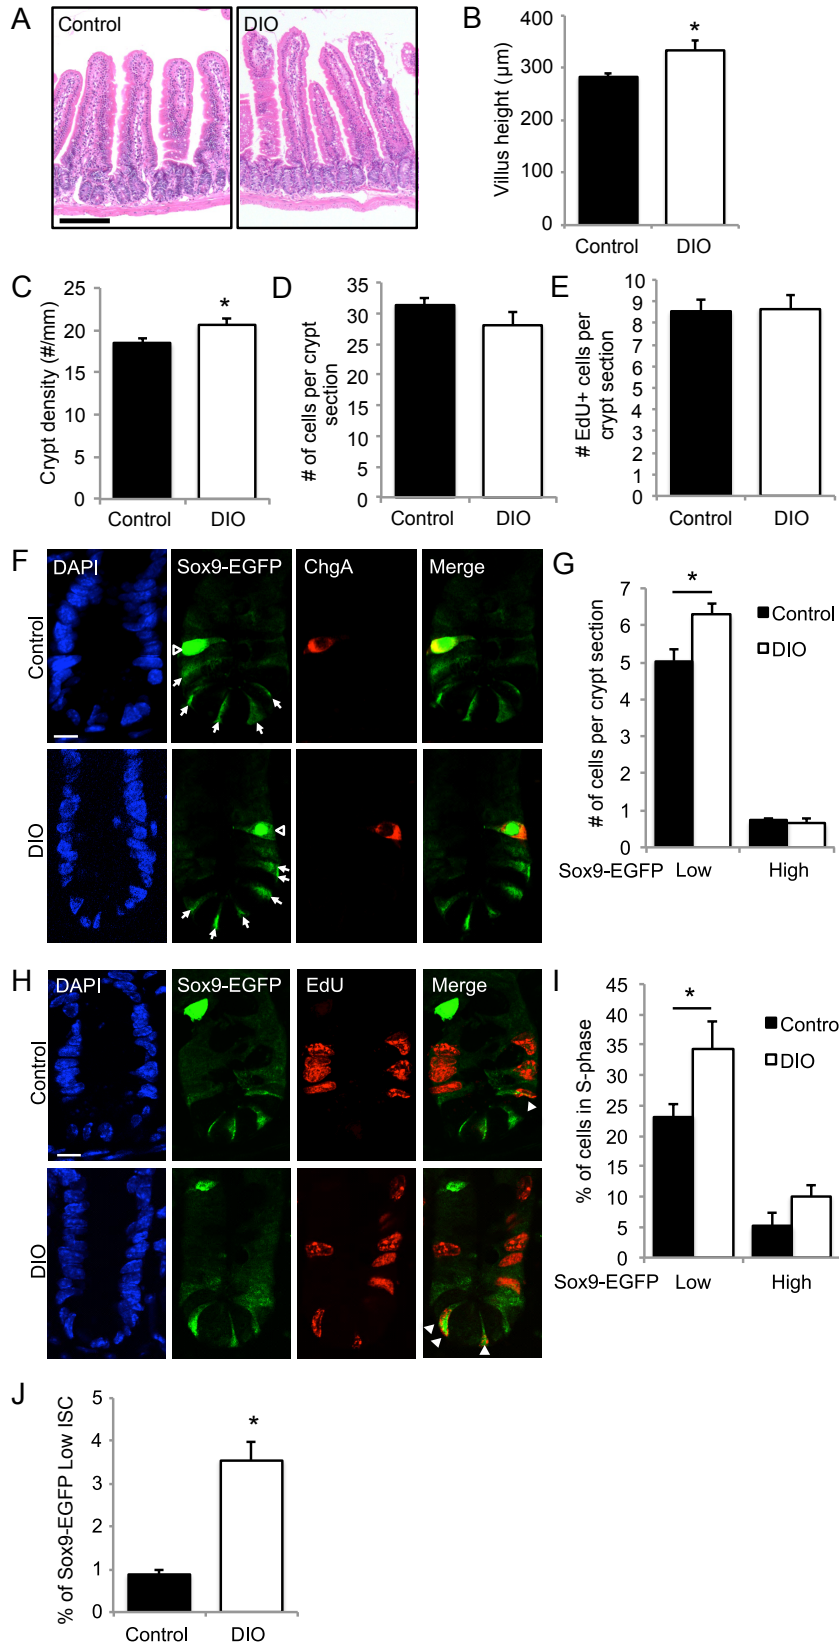 A
Control
DIO
B
Villus height (µm)
400
300
200
100
0
*
Control
DIO
C
Crypt density (#/mm)
25
20
15
10
5
0
*
Control
DIO
D
# of cells per crypt
section
35
30
25
20
15
10
5
0
Control
DIO
E
# EdU+ cells per
crypt section
10
9
8
7
6
5
4
3
2
1
0
Control
DIO
F
DAPI
Sox9-EGFP
ChgA
Merge
Control
DIO
G
# of cells per crypt section
7
6
5
4
3
2
1
0
*
Control
DIO
Sox9-EGFP
Low
High
H
DAPI
Sox9-EGFP
EdU
Merge
Control
DIO
I
% of cells in S-phase
45
40
35
30
25
20
15
10
5
0
*
Control
DIO
Sox9-EGFP
Low
High
J
% of Sox9-EGFP Low ISC
5
4
3
2
1
0
*
Control
DIO